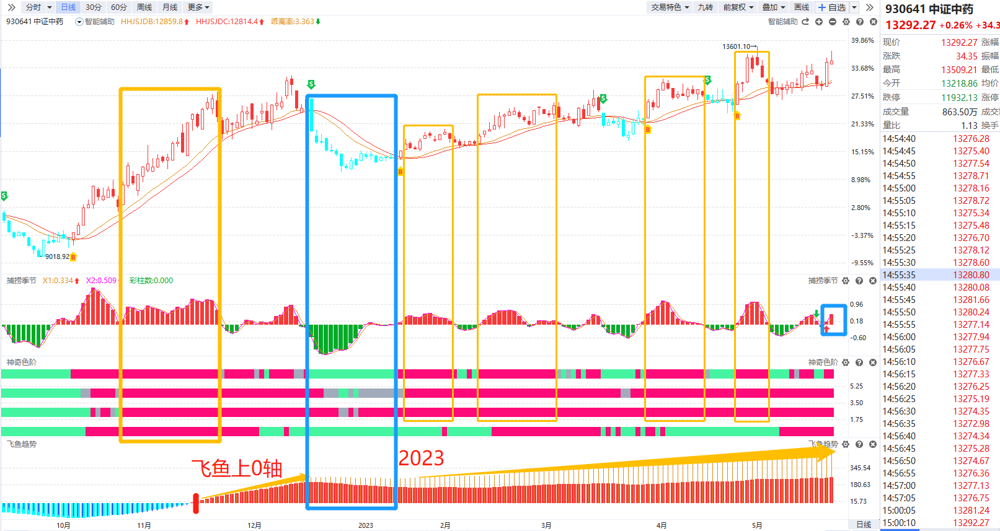 分时 日线 30分 60分 周线 月线 更多 交易特色 九转 前复权 叠加 画线 +自选
930641 中证中药 智能辅助 HHJSJDB:12859.8 HHJSJDC:12814.4 乖离率:3.363 智能辅助
39.86%
13601.10
33.68%
27.51%
21.33%
15.15%
8.98%
2.80%
-3.37%
9018.92
-9.55%
S
S
S
S
B
B
B
B
捕捞季节 X1:0.334 X2:0.509 彩柱数:0.000 捕捞季节
0.96
0.18
-0.60
神奇色阶 神奇色阶
5.25
3.50
1.75
飞鱼趋势 飞鱼趋势
飞鱼上0轴
2023
345.54
180.63
15.73
10月 11月 12月 2023 2月 3月 4月 5月 日线
930641 中证中药
13292.27 +0.26% +34.3
现价 13292.27 涨幅
涨跌 34.35 振幅
最高 13509.21 最低
今开 13218.86 均价
跌停 11932.13 涨停
成交量 863.50万 成交
量比 1.13 换手
14:54:40 13276.28
14:54:45 13275.40
14:54:50 13277.54
14:54:55 13278.71
14:55:00 13278.16
14:55:05 13278.72
14:55:10 13275.34
14:55:15 13275.48
14:55:20 13276.70
14:55:25 13278.12
14:55:30 13278.60
14:55:35 13280.80
14:55:40 13280.08
14:55:45 13281.66
14:55:50 13280.24
14:55:55 13277.14
14:56:00 13277.94
14:56:05 13277.75
14:56:10 13276.67
14:56:15 13277.33
14:56:20 13276.25
14:56:25 13275.19
14:56:30 13274.35
14:56:35 13272.98
14:56:40 13274.34
14:56:45 13275.28
14:56:50 13274.67
14:56:55 13276.36
14:57:00 13277.13
14:57:05 13276.75
15:00:05 13281.24
15:00:10 13292.27